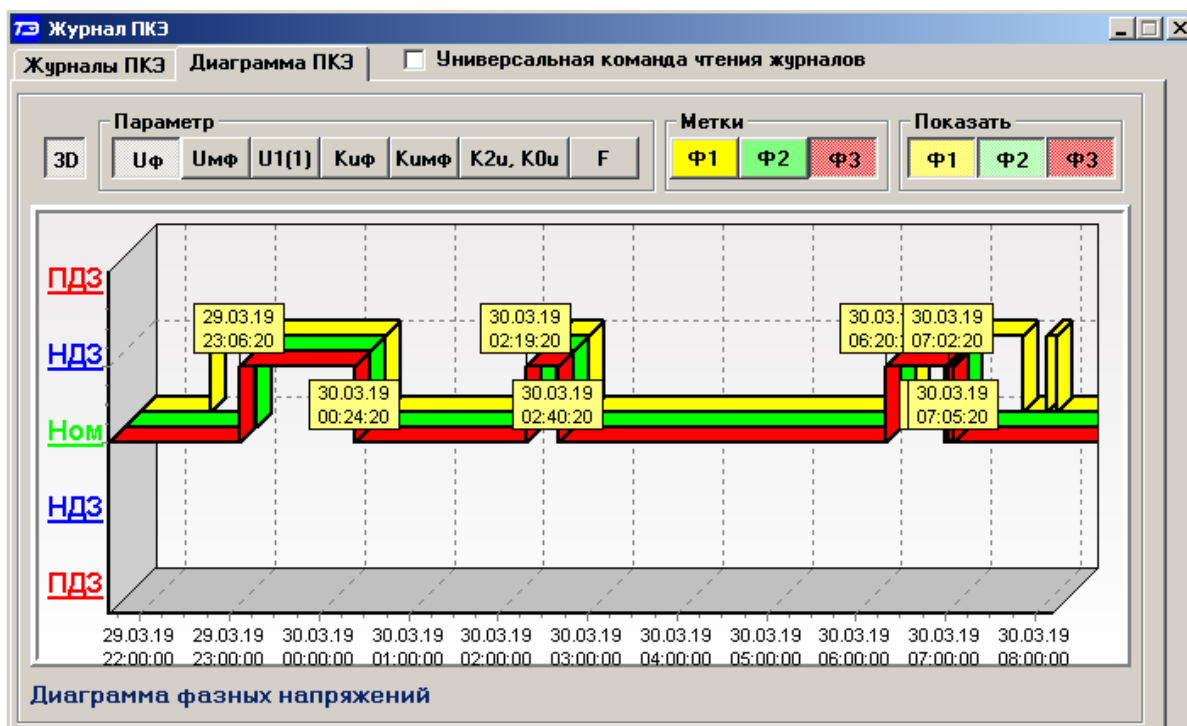 ТЭ Журнал ПКЭ
Журналы ПКЭ Диаграмма ПКЭ Универсальная команда чтения журналов
Параметр Метки Показать
3D Uф Uмф U1(1) Kuф Kuмф K2u, K0u F Ф1 Ф2 Ф3 Ф1 Ф2 Ф3
ПДЗ
29.03.19 30.03.19 30.03. 30.03.19
23:06:20 02:19:20 06:20: 07:02:20
НДЗ
30.03.19 30.03.19 30.03.19
00:24:20 02:40:20 07:05:20
Ном
НДЗ
ПДЗ
29.03.19 29.03.19 30.03.19 30.03.19 30.03.19 30.03.19 30.03.19 30.03.19 30.03.19 30.03.19 30.03.19
22:00:00 23:00:00 00:00:00 01:00:00 02:00:00 03:00:00 04:00:00 05:00:00 06:00:00 07:00:00 08:00:00
Диаграмма фазных напряжений